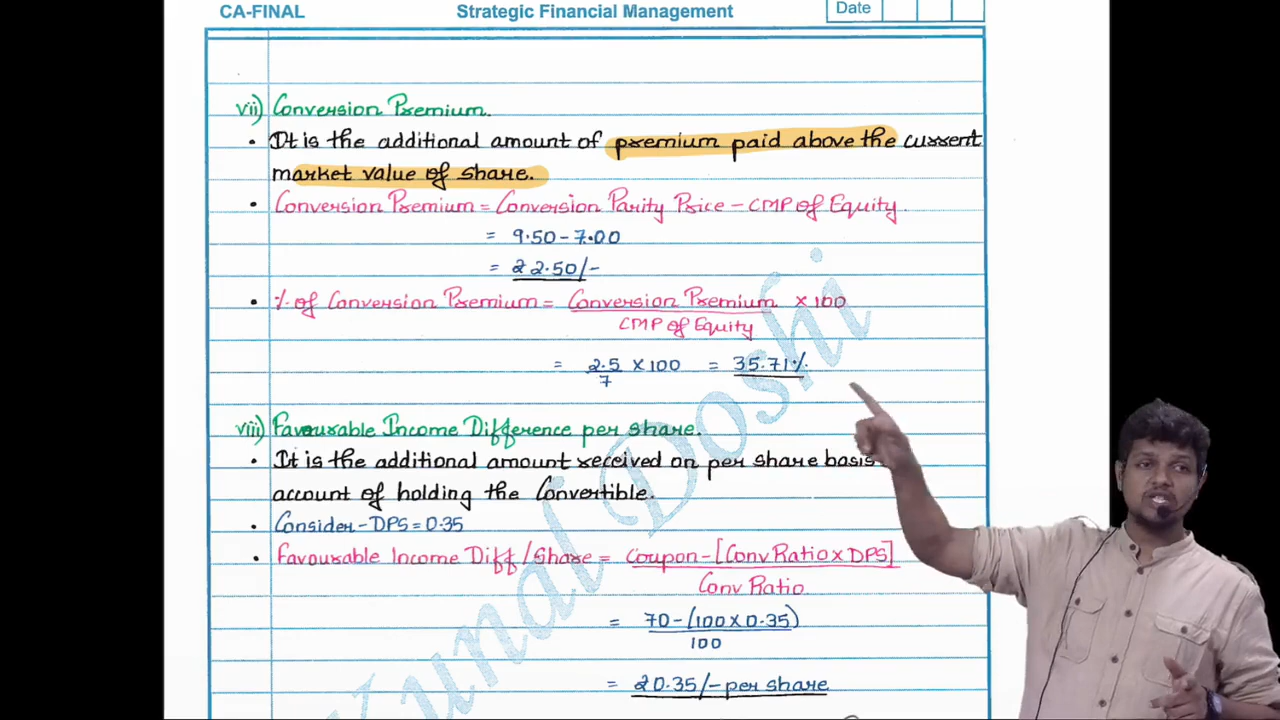 CA-FINAL Strategic Financial Management Date
vii) Conversion Premium.
• It is the additional amount of premium paid above the current
market value of share.
• Conversion Premium = Conversion Parity Price - CMP of Equity.
= 9.50 - 7.00
= ₹2.50/-
• % of Conversion Premium = Conversion Premium × 100
CMP of Equity
= 2.5 × 100 = 35.71%
7
viii) Favourable Income Difference per share.
• It is the additional amount received on per share basis
account of holding the Convertible.
• Consider - DPS = 0.35
• Favourable Income Diff/Share = Coupon - [Conv Ratio × DPS]
Conv Ratio
= 70 - (100 × 0.35)
100
= ₹0.35/- per share
Kunal Doshi